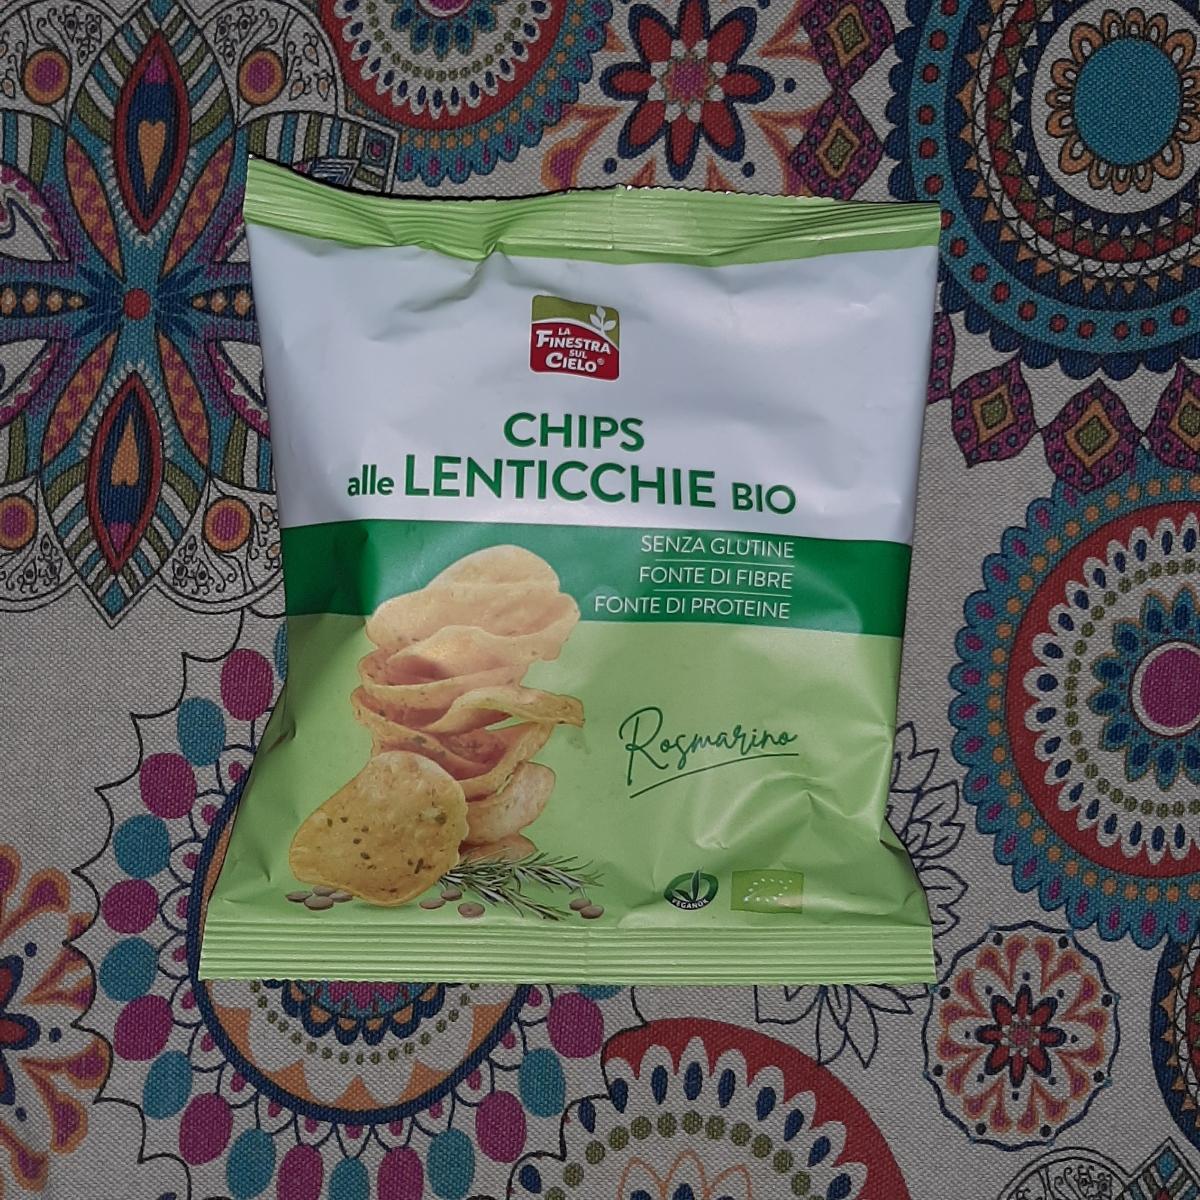 LA
FINESTRA
SUL
CIELO®
CHIPS
alle LENTICCHIE BIO
SENZA GLUTINE
FONTE DI FIBRE
FONTE DI PROTEINE
Rosmarino
VEGANOK